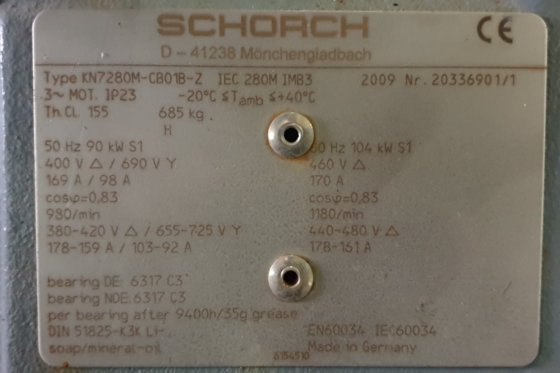 SCHORCH
CE
D - 41238 Mönchengladbach
Type KN7280M-CB01B-Z IEC 280M IMB3 2009 Nr. 20336901/1
3~ MOT. IP23 -20°C ≤Tamb ≤+40°C
Th.CL. 155 685 kg
H
50 Hz 90 kW S1 60 Hz 104 kW S1
400 V △ / 690 V Y 460 V △
169 A / 98 A 170 A
cosφ=0,83 cosφ=0,83
980/min 1180/min
380-420 V △ / 655-725 V Y 440-480 V △
178-159 A / 103-92 A 178-161 A
bearing DE: 6317 C3
bearing NDE: 6317 C3
per bearing after 9400h/35g grease
DIN 51825-K3K Li- EN60034 IEC60034
soap/mineral-oil Made in Germany
6154510